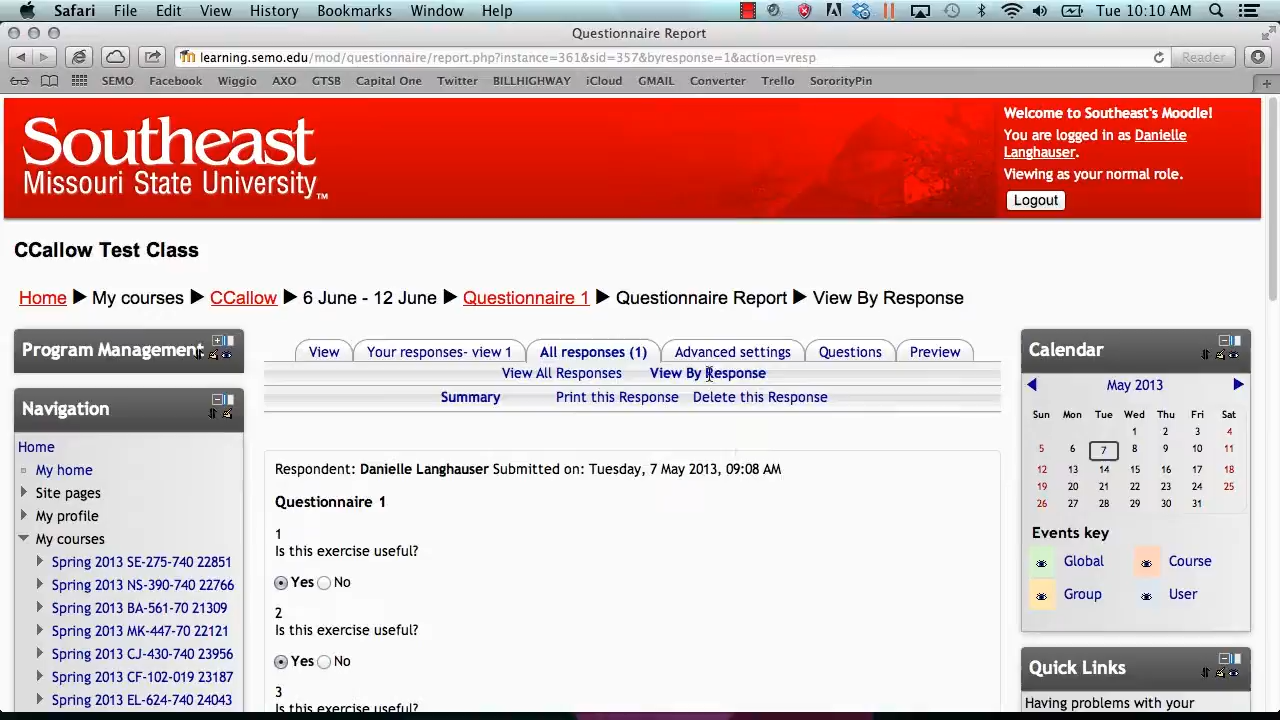 Safari File Edit View History Bookmarks Window Help Tue 10:10 AM
Questionnaire Report
learning.semo.edu/mod/questionnaire/report.php?instance=361&sid=357&byresponse=1&action=vresp Reader
SEMO Facebook Wiggio AXO GTSB Capital One Twitter BILLHIGHWAY iCloud GMAIL Converter Trello SororityPin
Southeast
Missouri State University™
Welcome to Southeast's Moodle!
You are logged in as Danielle
Langhauser.
Viewing as your normal role.
Logout
CCallow Test Class
Home ▶ My courses ▶ CCallow ▶ 6 June - 12 June ▶ Questionnaire 1 ▶ Questionnaire Report ▶ View By Response
Program Management
Navigation
Home
My home
Site pages
My profile
My courses
Spring 2013 SE-275-740 22851
Spring 2013 NS-390-740 22766
Spring 2013 BA-561-70 21309
Spring 2013 MK-447-70 22121
Spring 2013 CJ-430-740 23956
Spring 2013 CF-102-019 23187
Spring 2013 EL-624-740 24043
View Your responses- view 1 All responses (1) Advanced settings Questions Preview
View All Responses View By Response
Summary Print this Response Delete this Response
Respondent: Danielle Langhauser Submitted on: Tuesday, 7 May 2013, 09:08 AM
Questionnaire 1
1
Is this exercise useful?
Yes No
2
Is this exercise useful?
Yes No
3
Is this exercise useful?
Calendar
May 2013
Sun Mon Tue Wed Thu Fri Sat
1 2 3 4
5 6 7 8 9 10 11
12 13 14 15 16 17 18
19 20 21 22 23 24 25
26 27 28 29 30 31
Events key
Global Course
Group User
Quick Links
Having problems with your